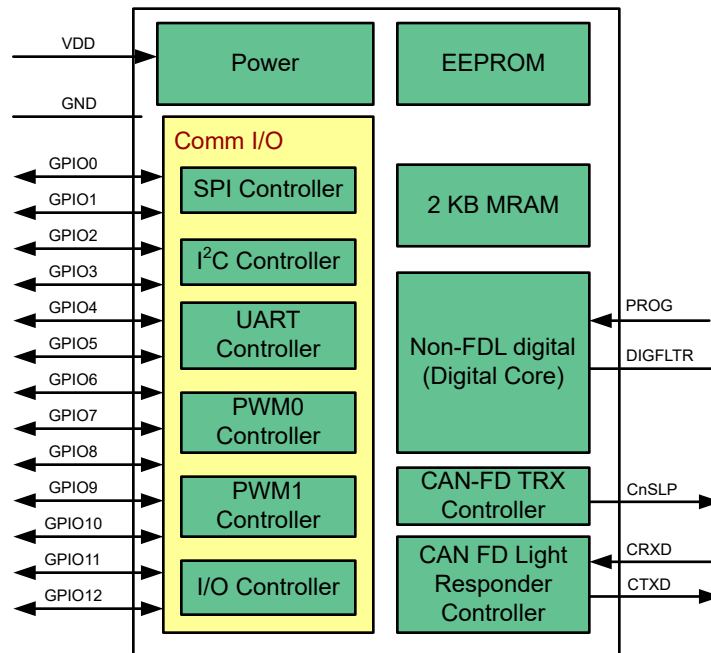 VDD
GND
GPIO0
GPIO1
GPIO2
GPIO3
GPIO4
GPIO5
GPIO6
GPIO7
GPIO8
GPIO9
GPIO10
GPIO11
GPIO12
Power
EEPROM
Comm I/O
SPI Controller
I²C Controller
UART
Controller
PWM0
Controller
PWM1
Controller
I/O Controller
2 KB MRAM
Non-FDL digital
(Digital Core)
CAN-FD TRX
Controller
CAN FD Light
Responder
Controller
PROG
DIGFLTR
CnSLP
CRXD
CTXD